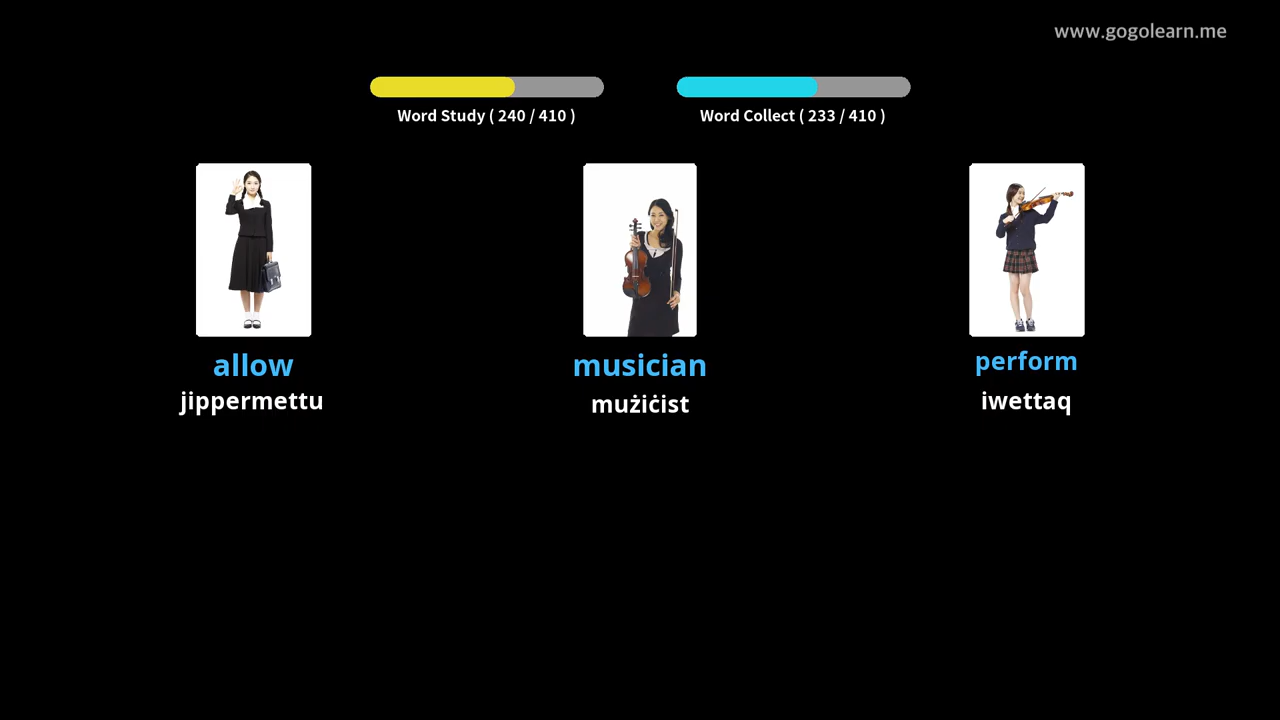 www.gogolearn.me
Word Study ( 240 / 410 )
Word Collect ( 233 / 410 )
allow
jippermettu
musician
mużiċist
perform
iwettaq